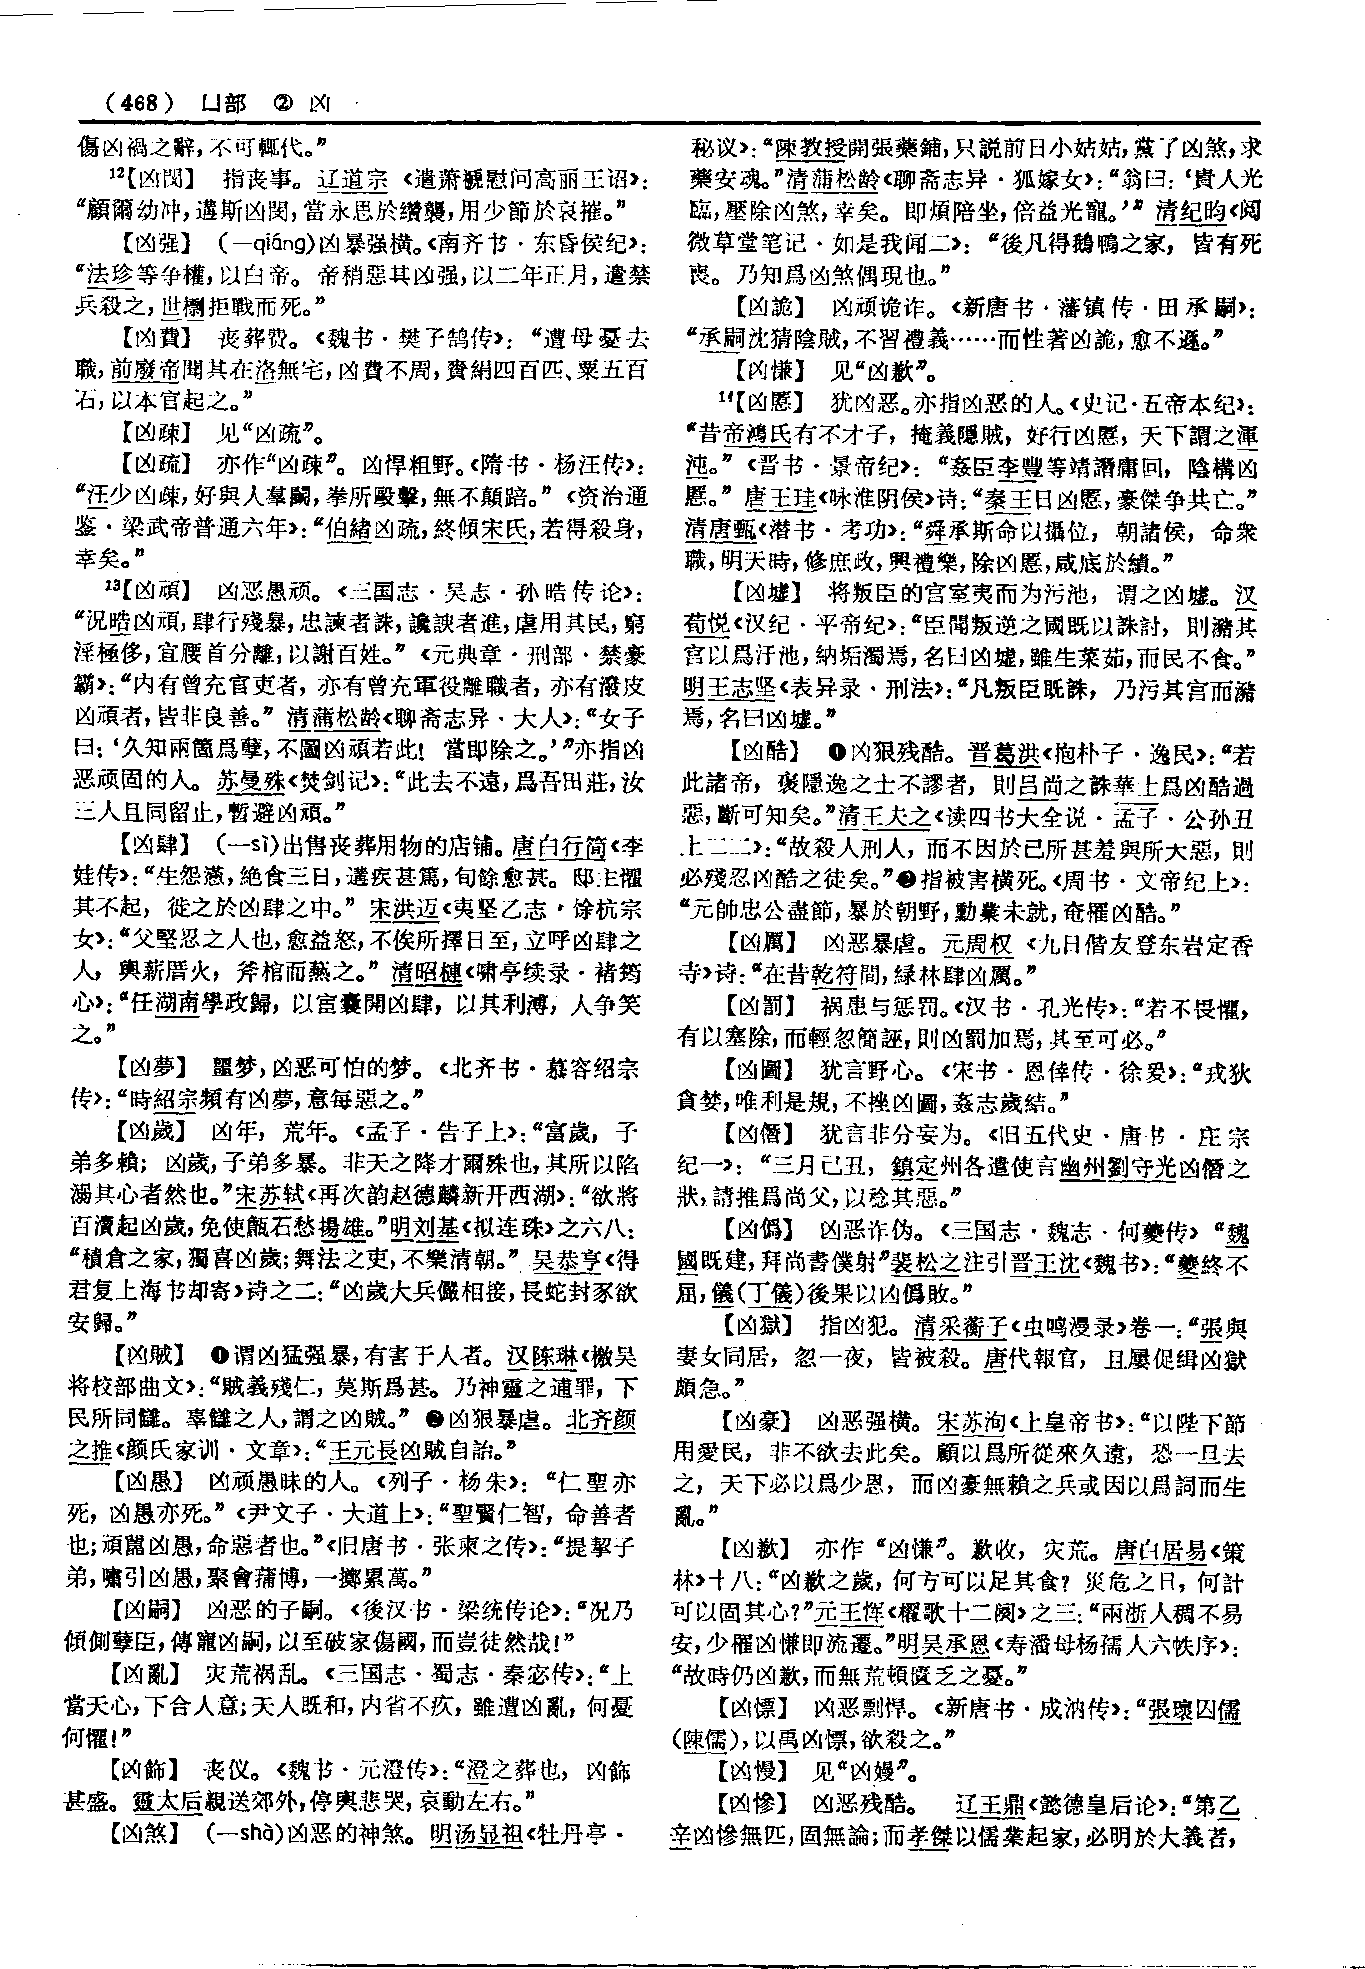 （468） 凵部 ② 凶
傷凶禍之辭，不可輒代。”
¹²【凶閔】 指丧事。辽道宗《遣萧䫄慰问高丽王诏》：
“顧爾幼冲，遘斯凶閔，當永思於纘襲，用少節於哀摧。”
【凶强】 （—qiáng）凶暴强横。《南齐书·东昏侯纪》：
“法珍等争權，以白帝。帝稍惡其凶强，以二年正月，遣禁
兵殺之，世檦拒戰而死。”
【凶費】 丧葬费。《魏书·樊子鹄传》：“遭母憂去
職，前廢帝聞其在洛無宅，凶費不周，賚絹四百匹、粟五百
石，以本官起之。”
【凶疎】 见“凶疏”。
【凶疏】 亦作“凶疎”。凶悍粗野。《隋书·杨汪传》：
“汪少凶疎，好與人羣鬭，拳所毆擊，無不顛踣。”《资治通
鉴·梁武帝普通六年》：“伯緒凶疏，終傾宋氏，若得殺身，
幸矣。”
¹³【凶頑】 凶恶愚顽。《三国志·吴志·孙晧传论》：
“況晧凶頑，肆行殘暴，忠諫者誅，讒諛者進，虐用其民，窮
淫極侈，宜腰首分離，以謝百姓。”《元典章·刑部·禁豪
霸》：“内有曾充官吏者，亦有曾充軍役離職者，亦有潑皮
凶頑者，皆非良善。”清蒲松龄《聊斋志异·大人》：“女子
曰：‘久知兩箇爲孽，不圖凶頑若此！當即除之。’”亦指凶
恶顽固的人。苏曼殊《焚剑记》：“此去不遠，爲吾田莊，汝
三人且同留止，暫避凶頑。”
【凶肆】 （—sì）出售丧葬用物的店铺。唐白行简《李
娃传》：“生怨懣，絶食三日，遘疾甚篤，旬餘愈甚。邸主懼
其不起，徙之於凶肆之中。”宋洪迈《夷坚乙志·馀杭宗
女》：“父堅忍之人也，愈益怒，不俟所擇日至，立呼凶肆之
人，輿薪厝火，斧棺而爇之。”清昭槤《啸亭续录·褚筠
心》：“任湖南學政歸，以宦囊開凶肆，以其利溥，人争笑
之。”
【凶夢】 噩梦，凶恶可怕的梦。《北齐书·慕容绍宗
传》：“時紹宗頻有凶夢，意每惡之。”
【凶歲】 凶年，荒年。《孟子·告子上》：“富歲，子
弟多賴；凶歲，子弟多暴。非天之降才爾殊也，其所以陷
溺其心者然也。”宋苏轼《再次韵赵德麟新开西湖》：“欲將
百瀆起凶歲，免使甔石愁揚雄。”明刘基《拟连珠》之六八：
“積倉之家，獨喜凶歲；舞法之吏，不樂清朝。”吴恭亨《得
君复上海书却寄》诗之二：“凶歲大兵儼相接，長蛇封豕欲
安歸。”
【凶賊】 ❶谓凶猛强暴，有害于人者。汉陈琳《檄吴
将校部曲文》：“賊義殘仁，莫斯爲甚。乃神靈之逋罪，下
民所同讎。辜讎之人，謂之凶賊。”❷凶狠暴虐。北齐颜
之推《颜氏家训·文章》：“王元長凶賊自詒。”
【凶愚】 凶顽愚昧的人。《列子·杨朱》：“仁聖亦
死，凶愚亦死。”《尹文子·大道上》：“聖賢仁智，命善者
也；頑嚚凶愚，命惡者也。”《旧唐书·张柬之传》：“提挈子
弟，嘯引凶愚，聚會蒲博，一擲累萬。”
【凶嗣】 凶恶的子嗣。《後汉书·梁统传论》：“况乃
傾側孽臣，傳寵凶嗣，以至破家傷國，而豈徒然哉！”
【凶亂】 灾荒祸乱。《三国志·蜀志·秦宓传》：“上
當天心，下合人意；天人既和，内省不疚，雖遭凶亂，何憂
何懼！”
【凶飾】 丧仪。《魏书·元澄传》：“澄之葬也，凶飾
甚盛。靈太后親送郊外，停輿悲哭，哀動左右。”
【凶煞】 （—shà）凶恶的神煞。明汤显祖《牡丹亭·
秘议》：“陳教授開張藥鋪，只説前日小姑姑，黨了凶煞，求
藥安魂。”清蒲松龄《聊斋志异·狐嫁女》：“翁曰：‘貴人光
臨，壓除凶煞，幸矣。即煩陪坐，倍益光寵。’”清纪昀《阅
微草堂笔记·如是我闻二》：“後凡得鵝鴨之家，皆有死
喪。乃知爲凶煞偶現也。”
【凶詭】 凶顽诡诈。《新唐书·藩镇传·田承嗣》：
“承嗣沈猜陰賊，不習禮義……而性著凶詭，愈不遜。”
【凶慊】 见“凶歉”。
¹⁴【凶慝】 犹凶恶。亦指凶恶的人。《史记·五帝本纪》：
“昔帝鴻氏有不才子，掩義隱賊，好行凶慝，天下謂之渾
沌。”《晋书·景帝纪》：“姦臣李豐等靖譖庸回，陰構凶
慝。”唐王珪《咏淮阴侯》诗：“秦王日凶慝，豪傑争共亡。”
清唐甄《潜书·考功》：“舜承斯命以攝位，朝諸侯，命衆
職，明天時，修庶政，興禮樂，除凶慝，咸底於績。”
【凶墟】 将叛臣的宫室夷而为污池，谓之凶墟。汉
荀悦《汉纪·平帝纪》：“臣聞叛逆之國既以誅討，則瀦其
宫以爲汙池，納垢濁焉，名曰凶墟，雖生菜茹，而民不食。”
明王志坚《表异录·刑法》：“凡叛臣既誅，乃污其宫而瀦
焉，名曰凶墟。”
【凶酷】 ❶凶狠残酷。晋葛洪《抱朴子·逸民》：“若
此諸帝，褒隱逸之士不謬者，則吕尚之誅華士爲凶酷過
惡，斷可知矣。”清王夫之《读四书大全说·孟子·公孙丑
上二二》：“故殺人刑人，而不因於己所甚羞與所大惡，則
必殘忍凶酷之徒矣。”❷指被害横死。《周书·文帝纪上》：
“元帥忠公盡節，暴於朝野，勳業未就，奄罹凶酷。”
【凶厲】 凶恶暴虐。元周权《九日偕友登东岩定香
寺》诗：“在昔乾符間，緑林肆凶厲。”
【凶罰】 祸患与惩罚。《汉书·孔光传》：“若不畏懼，
有以塞除，而輕忽簡誣，則凶罰加焉，其至可必。”
【凶圖】 犹言野心。《宋书·恩倖传·徐爰》：“戎狄
貪婪，唯利是規，不挫凶圖，姦志歲結。”
【凶僭】 犹言非分妄为。《旧五代史·唐书·庄宗
纪一》：“三月己丑，鎮定州各遣使言幽州劉守光凶僭之
狀，請推爲尚父，以稔其惡。”
【凶僞】 凶恶诈伪。《三国志·魏志·何夔传》“魏
國既建，拜尚書僕射”裴松之注引晋王沈《魏书》：“夔終不
屈，儀（丁儀）後果以凶僞敗。”
【凶獄】 指凶犯。清采蘅子《虫鸣漫录》卷一：“張與
妻女同居，忽一夜，皆被殺。唐代報官，且屢促缉凶獄
頗急。”
【凶豪】 凶恶强横。宋苏洵《上皇帝书》：“以陛下節
用愛民，非不欲去此矣。顧以爲所從來久遠，恐一旦去
之，天下必以爲少恩，而凶豪無賴之兵或因以爲詞而生
亂。”
【凶歉】 亦作“凶慊”。歉收，灾荒。唐白居易《策
林》十八：“凶歉之歲，何方可以足其食？災危之日，何計
可以固其心？”元王恽《櫂歌十二阕》之三：“兩浙人稠不易
安，少罹凶慊即流遷。”明吴承恩《寿潘母杨孺人六帙序》：
“故時仍凶歉，而無荒頓匱乏之憂。”
【凶慓】 凶恶剽悍。《新唐书·成汭传》：“張瓌囚儒
（陳儒），以禹凶慓，欲殺之。”
【凶慢】 见“凶嫚”。
【凶慘】 凶恶残酷。 辽王鼎《懿德皇后论》：“第乙
辛凶慘無匹，固無論；而孝傑以儒業起家，必明於大義者，